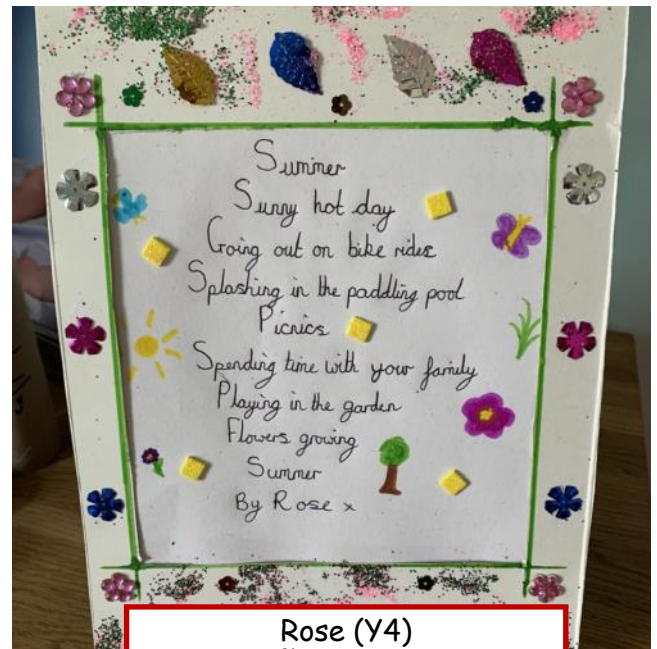 Summer
Sunny hot day
Going out on bike rides
Splashing in the paddling pool
Picnics
Spending time with your family
Playing in the garden
Flowers growing
Summer
By Rose x
Rose (Y4)